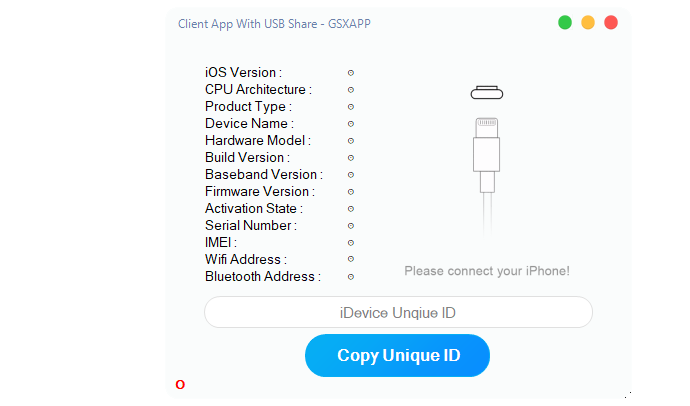 Client App With USB Share - GSXAPP
iOS Version :
CPU Architecture :
Product Type :
Device Name :
Hardware Model :
Build Version :
Baseband Version :
Firmware Version :
Activation State :
Serial Number :
IMEI :
Wifi Address :
Bluetooth Address :
Please connect your iPhone!
iDevice Unqiue ID
Copy Unique ID
O